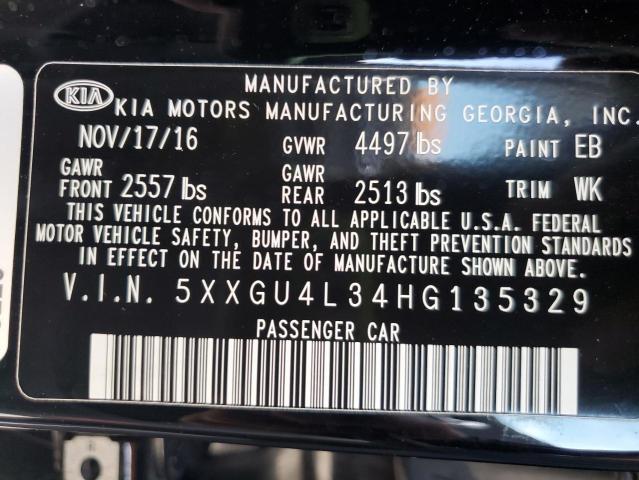 MANUFACTURED BY
KIA KIA MOTORS MANUFACTURING GEORGIA, INC.
NOV/17/16 GVWR 4497 lbs PAINT EB
GAWR FRONT 2557 lbs GAWR REAR 2513 lbs TRIM WK
THIS VEHICLE CONFORMS TO ALL APPLICABLE U.S.A. FEDERAL
MOTOR VEHICLE SAFETY, BUMPER, AND THEFT PREVENTION STANDARDS
IN EFFECT ON THE DATE OF MANUFACTURE SHOWN ABOVE.
V.I.N. 5XXGU4L34HG135329
PASSENGER CAR